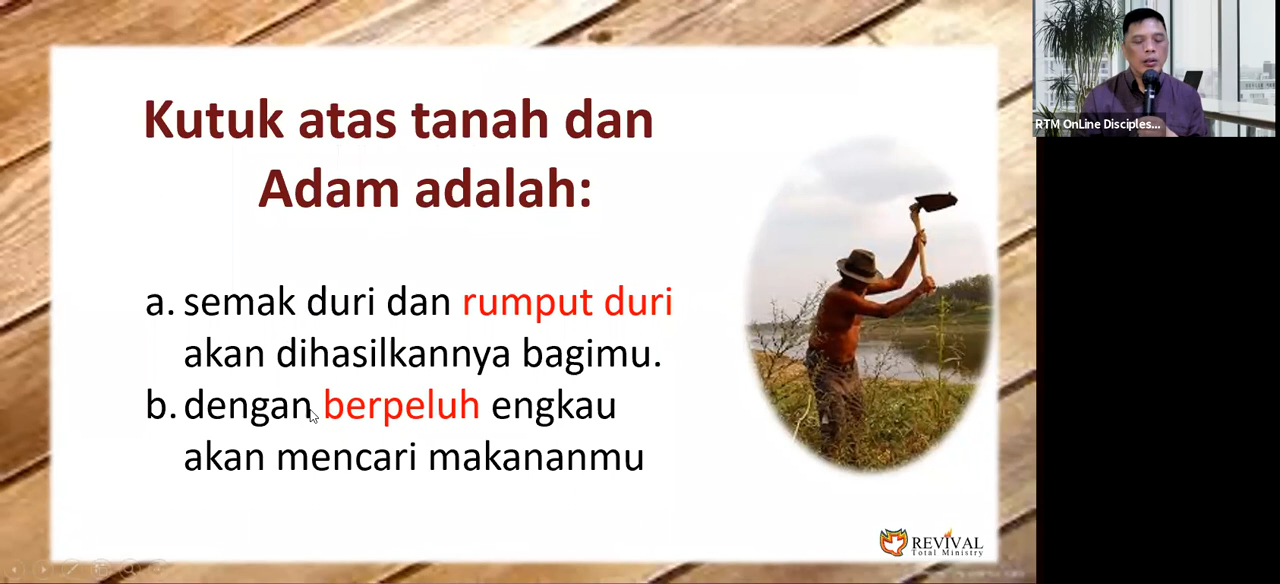 Kutuk atas tanah dan
Adam adalah:
a. semak duri dan rumput duri
akan dihasilkannya bagimu.
b. dengan berpeluh engkau
akan mencari makananmu
REVIVAL
Total Ministry
RTM OnLine Disciples...